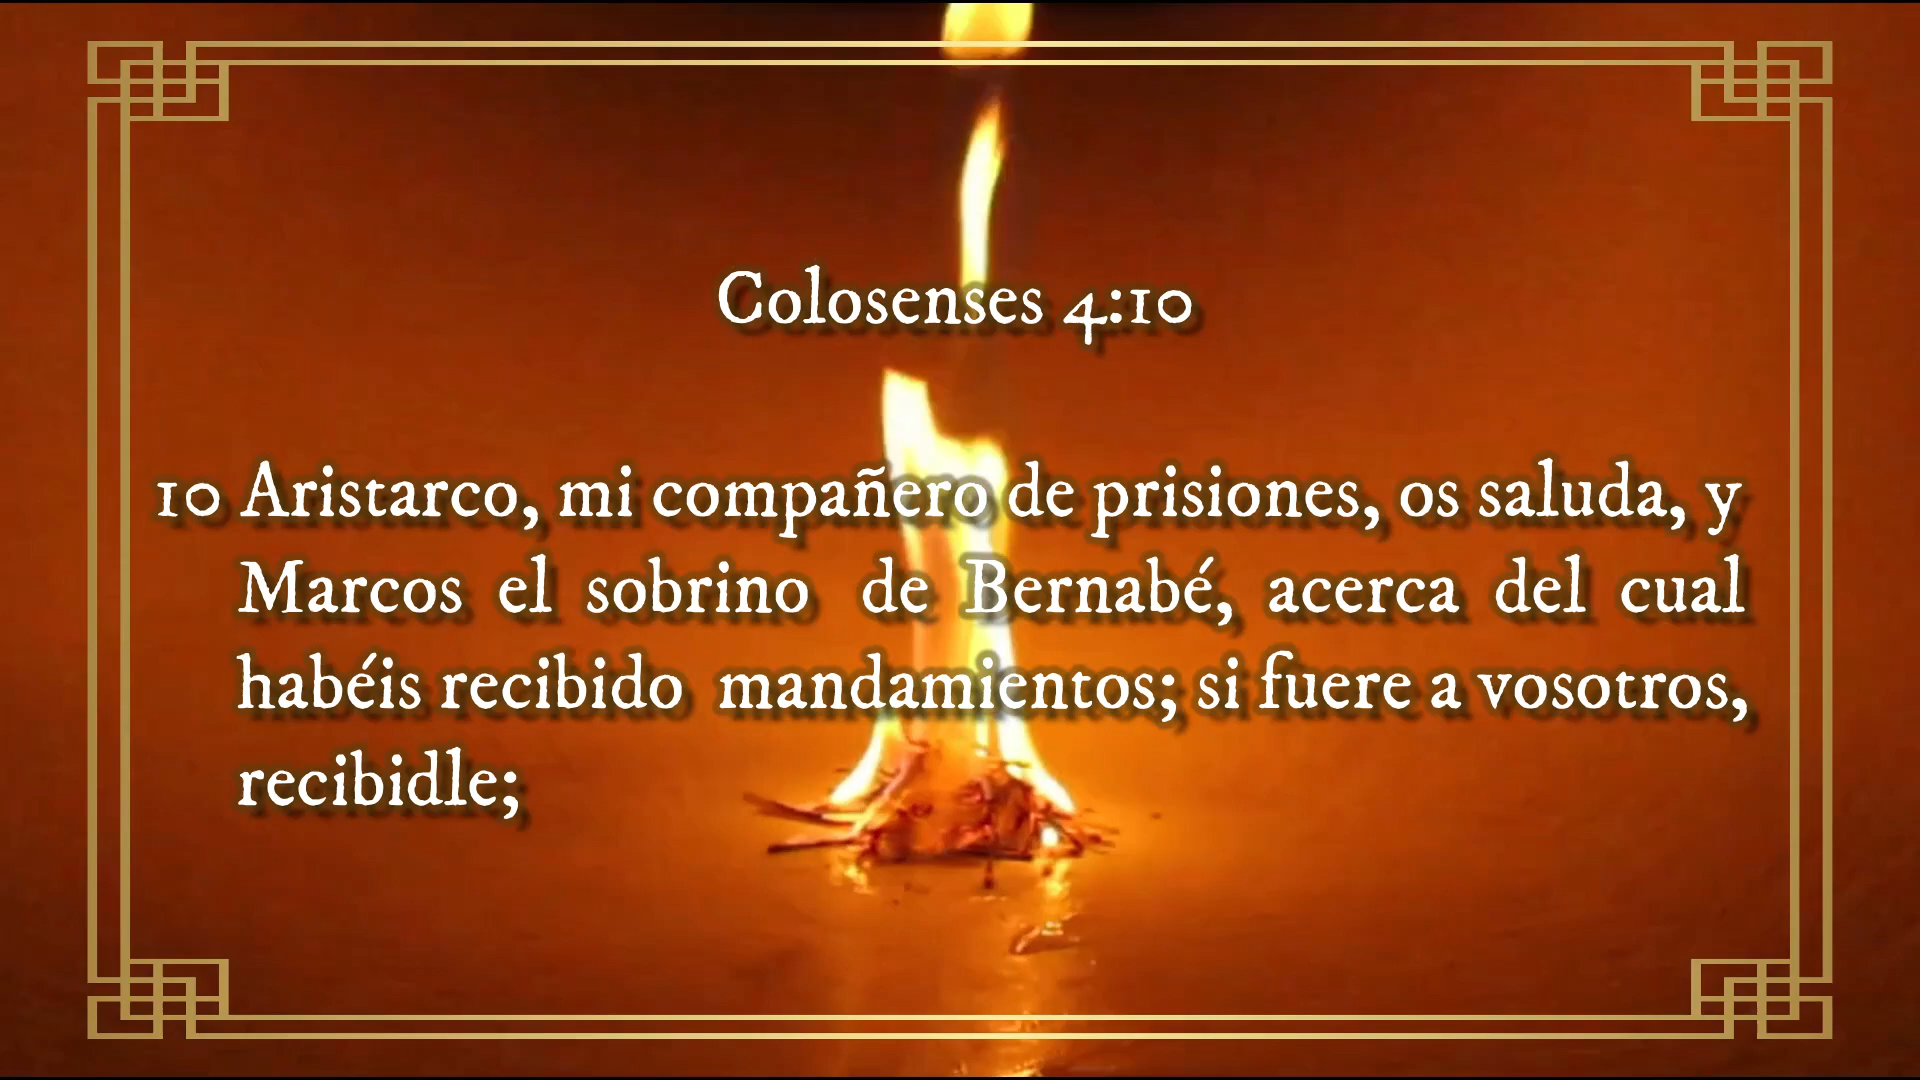 Colosenses 4:10
10 Aristarco, mi compañero de prisiones, os saluda, y
Marcos el sobrino de Bernabé, acerca del cual
habéis recibido mandamientos; si fuere a vosotros,
recibidle;